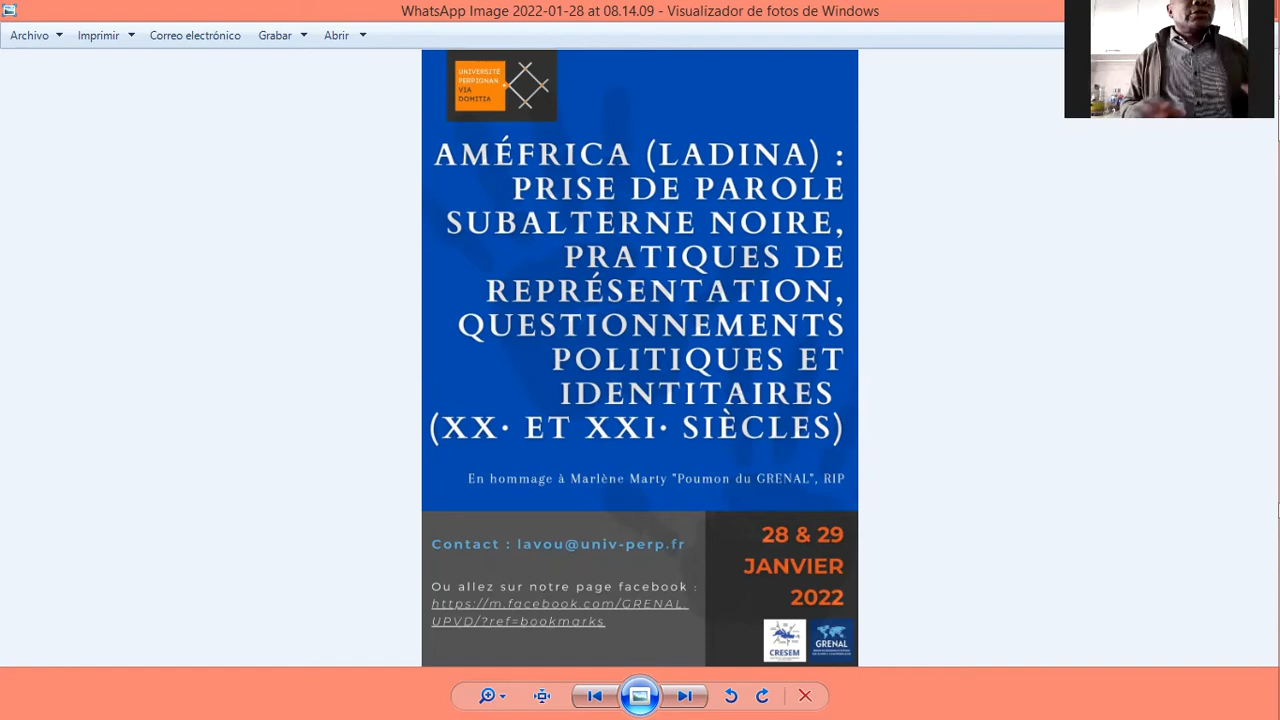 WhatsApp Image 2022-01-28 at 08.14.09 - Visualizador de fotos de Windows
Archivo Imprimir Correo electrónico Grabar Abrir
UNIVERSITÉ
PERPIGNAN
VIA
DOMITIA
AMÉFRICA (LADINA) :
PRISE DE PAROLE
SUBALTERNE NOIRE,
PRATIQUES DE
REPRÉSENTATION,
QUESTIONNEMENTS
POLITIQUES ET
IDENTITAIRES
(XX· ET XXI· SIÈCLES)
En hommage à Marlène Marty "Poumon du GRENAL", RIP
Contact : lavou@univ-perp.fr
Ou allez sur notre page facebook :
https://m.facebook.com/GRENAL.
UPVD/?ref=bookmarks
28 & 29
JANVIER
2022
CRESEM
GRENAL